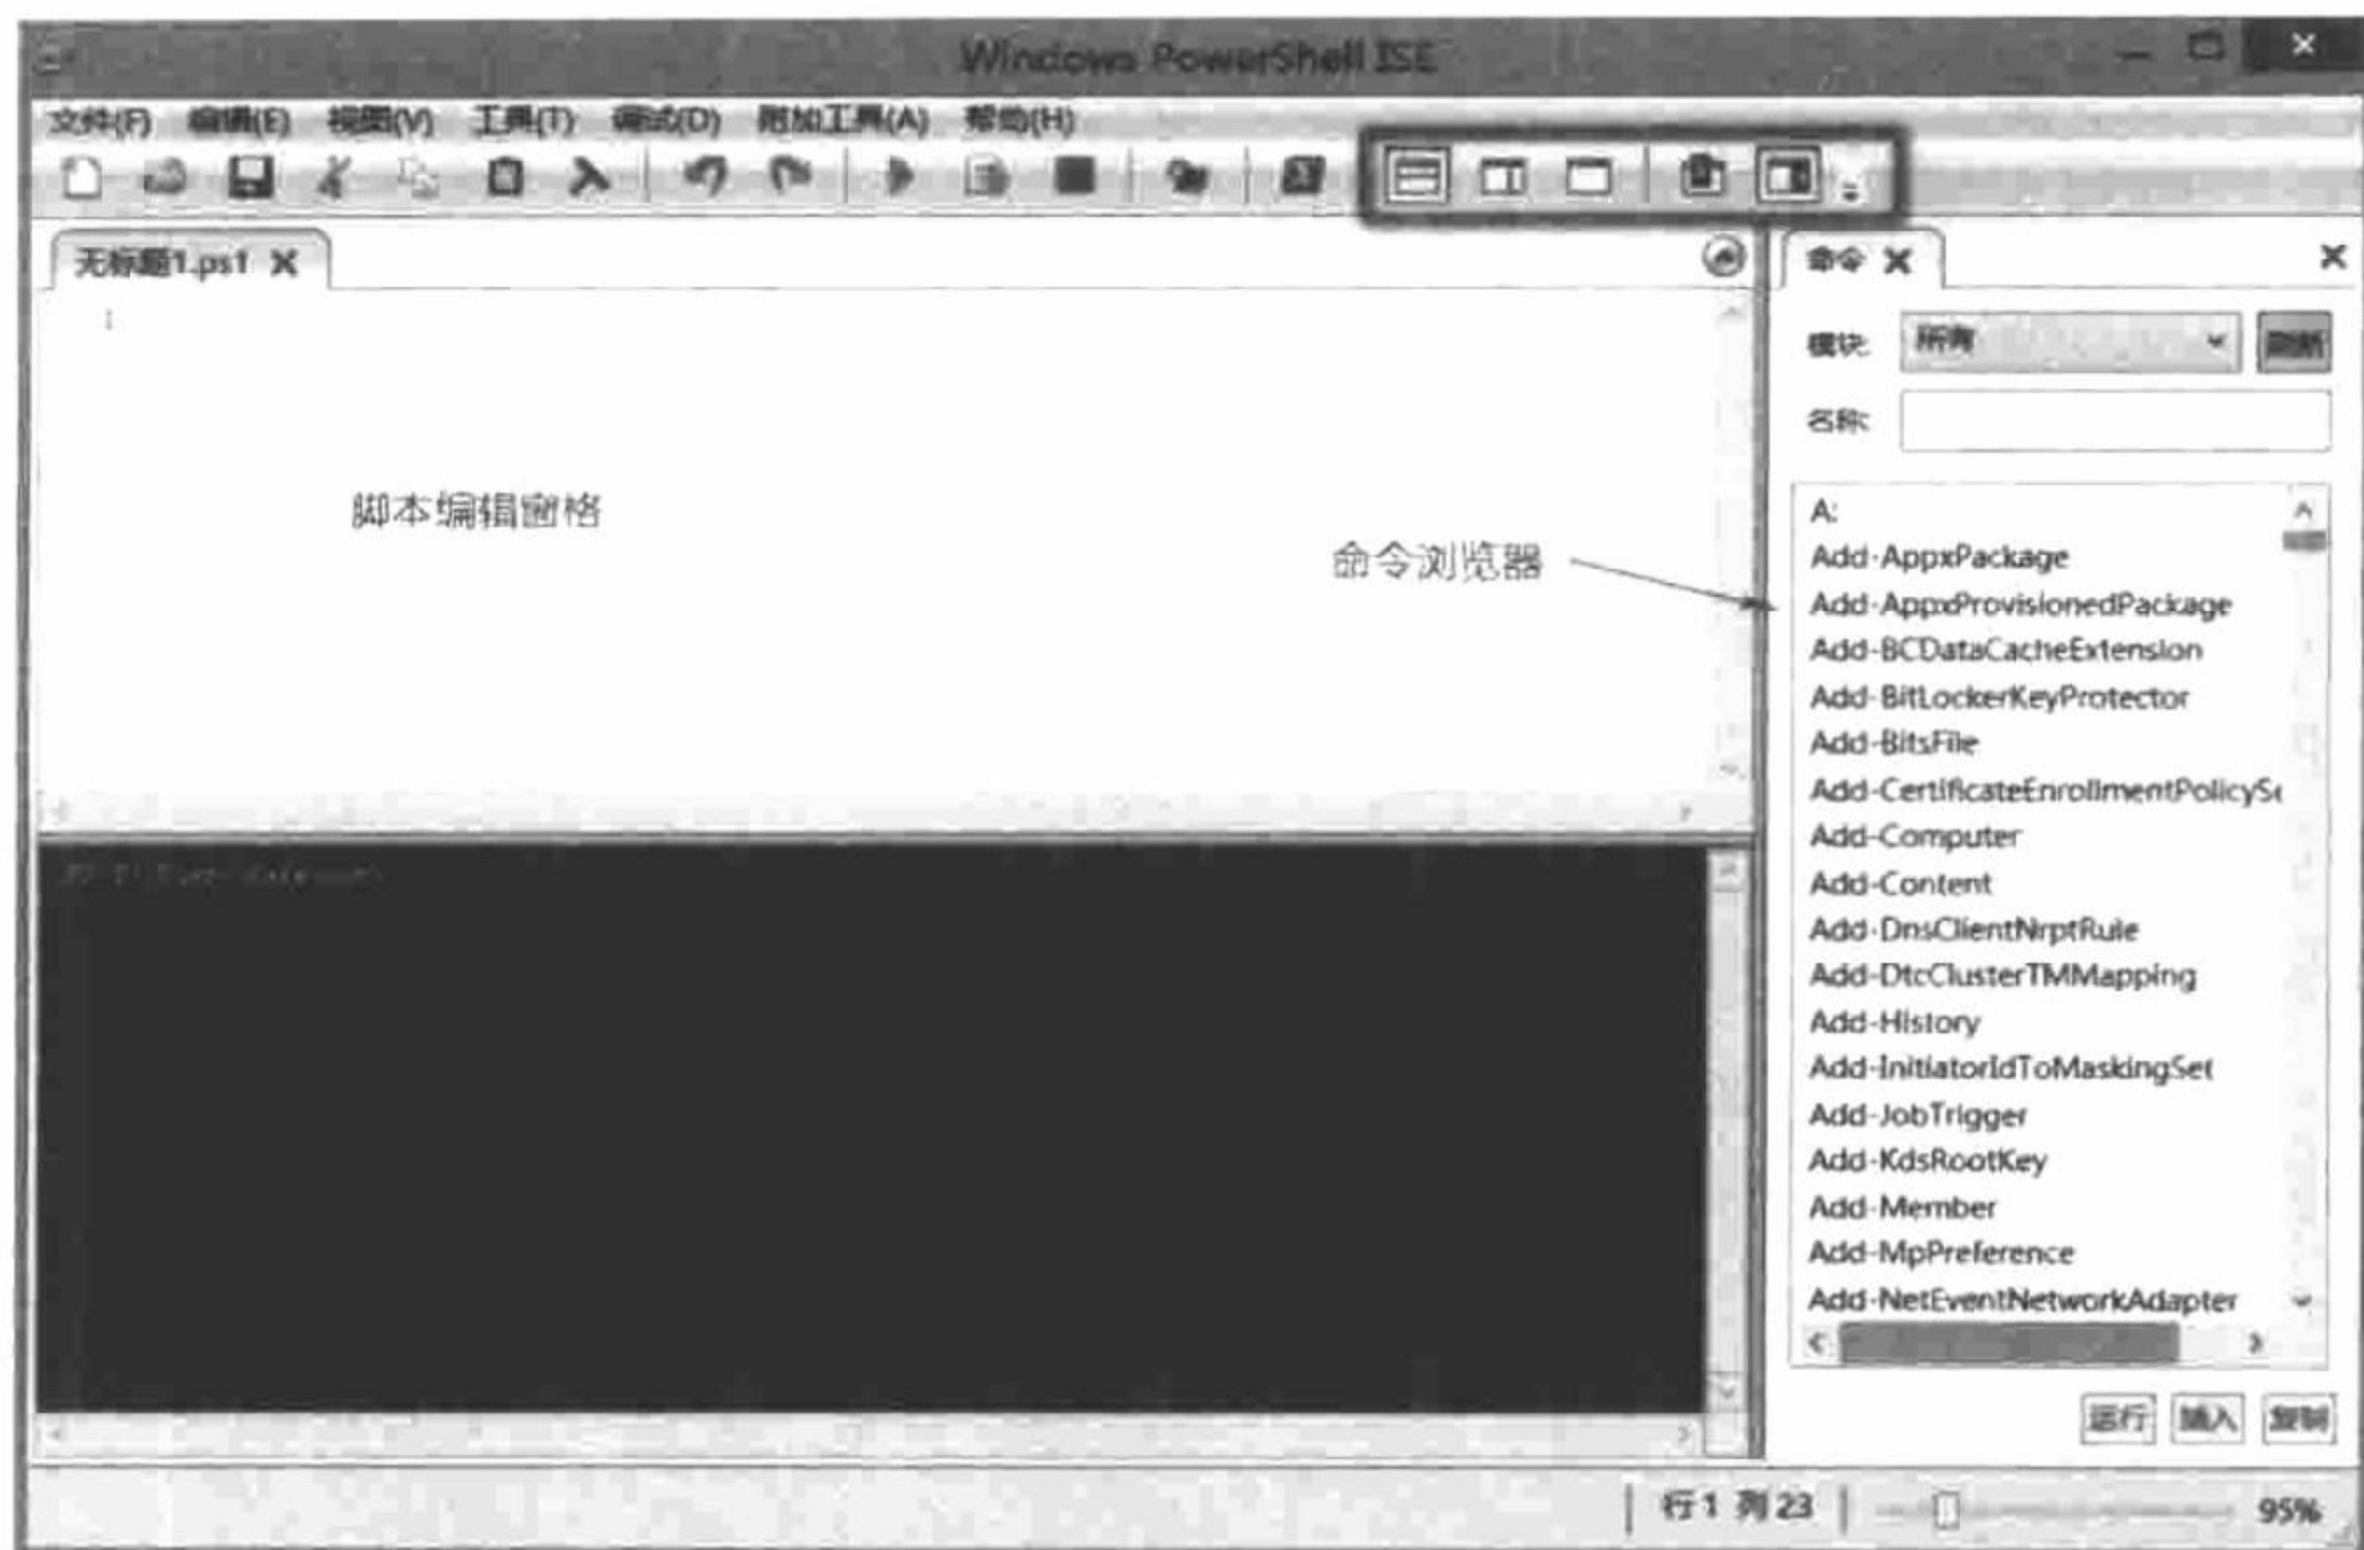 Windows PowerShell ISE
文件(F) 编辑(E) 视图(V) 工具(T) 调试(D) 附加工具(A) 帮助(H)
无标题1.ps1
1
脚本编辑窗格
命令浏览器
命令
模块: 所有 刷新
名称:
A:
Add-AppxPackage
Add-AppxProvisionedPackage
Add-BCDataCacheExtension
Add-BitLockerKeyProtector
Add-BitsFile
Add-CertificateEnrollmentPolicySe
Add-Computer
Add-Content
Add-DnsClientNrptRule
Add-DtcClusterTMMapping
Add-History
Add-InitiatorIdToMaskingSet
Add-JobTrigger
Add-KdsRootKey
Add-Member
Add-MpPreference
Add-NetEventNetworkAdapter
运行 插入 复制
行 1 列 23
95%